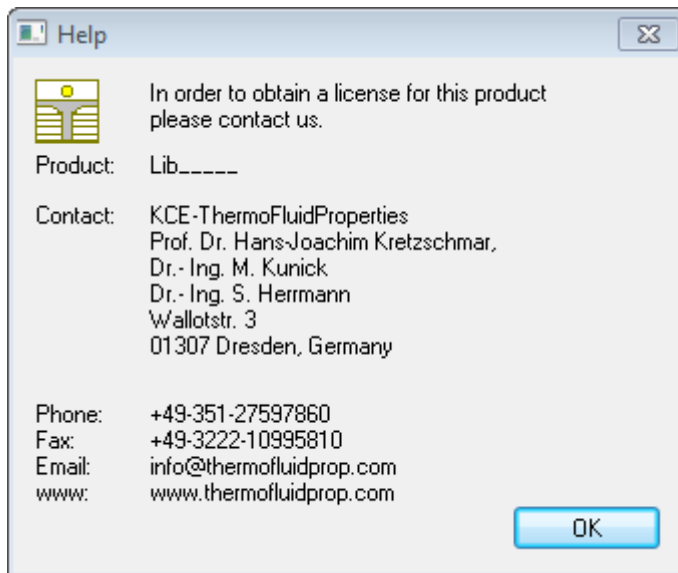 Help
In order to obtain a license for this product
please contact us.
Product: Lib_____
Contact: KCE-ThermoFluidProperties
Prof. Dr. Hans-Joachim Kretzschmar,
Dr.- Ing. M. Kunick
Dr.- Ing. S. Herrmann
Wallotstr. 3
01307 Dresden, Germany
Phone: +49-351-27597860
Fax: +49-3222-10995810
Email: info@thermofluidprop.com
www: www.thermofluidprop.com
OK